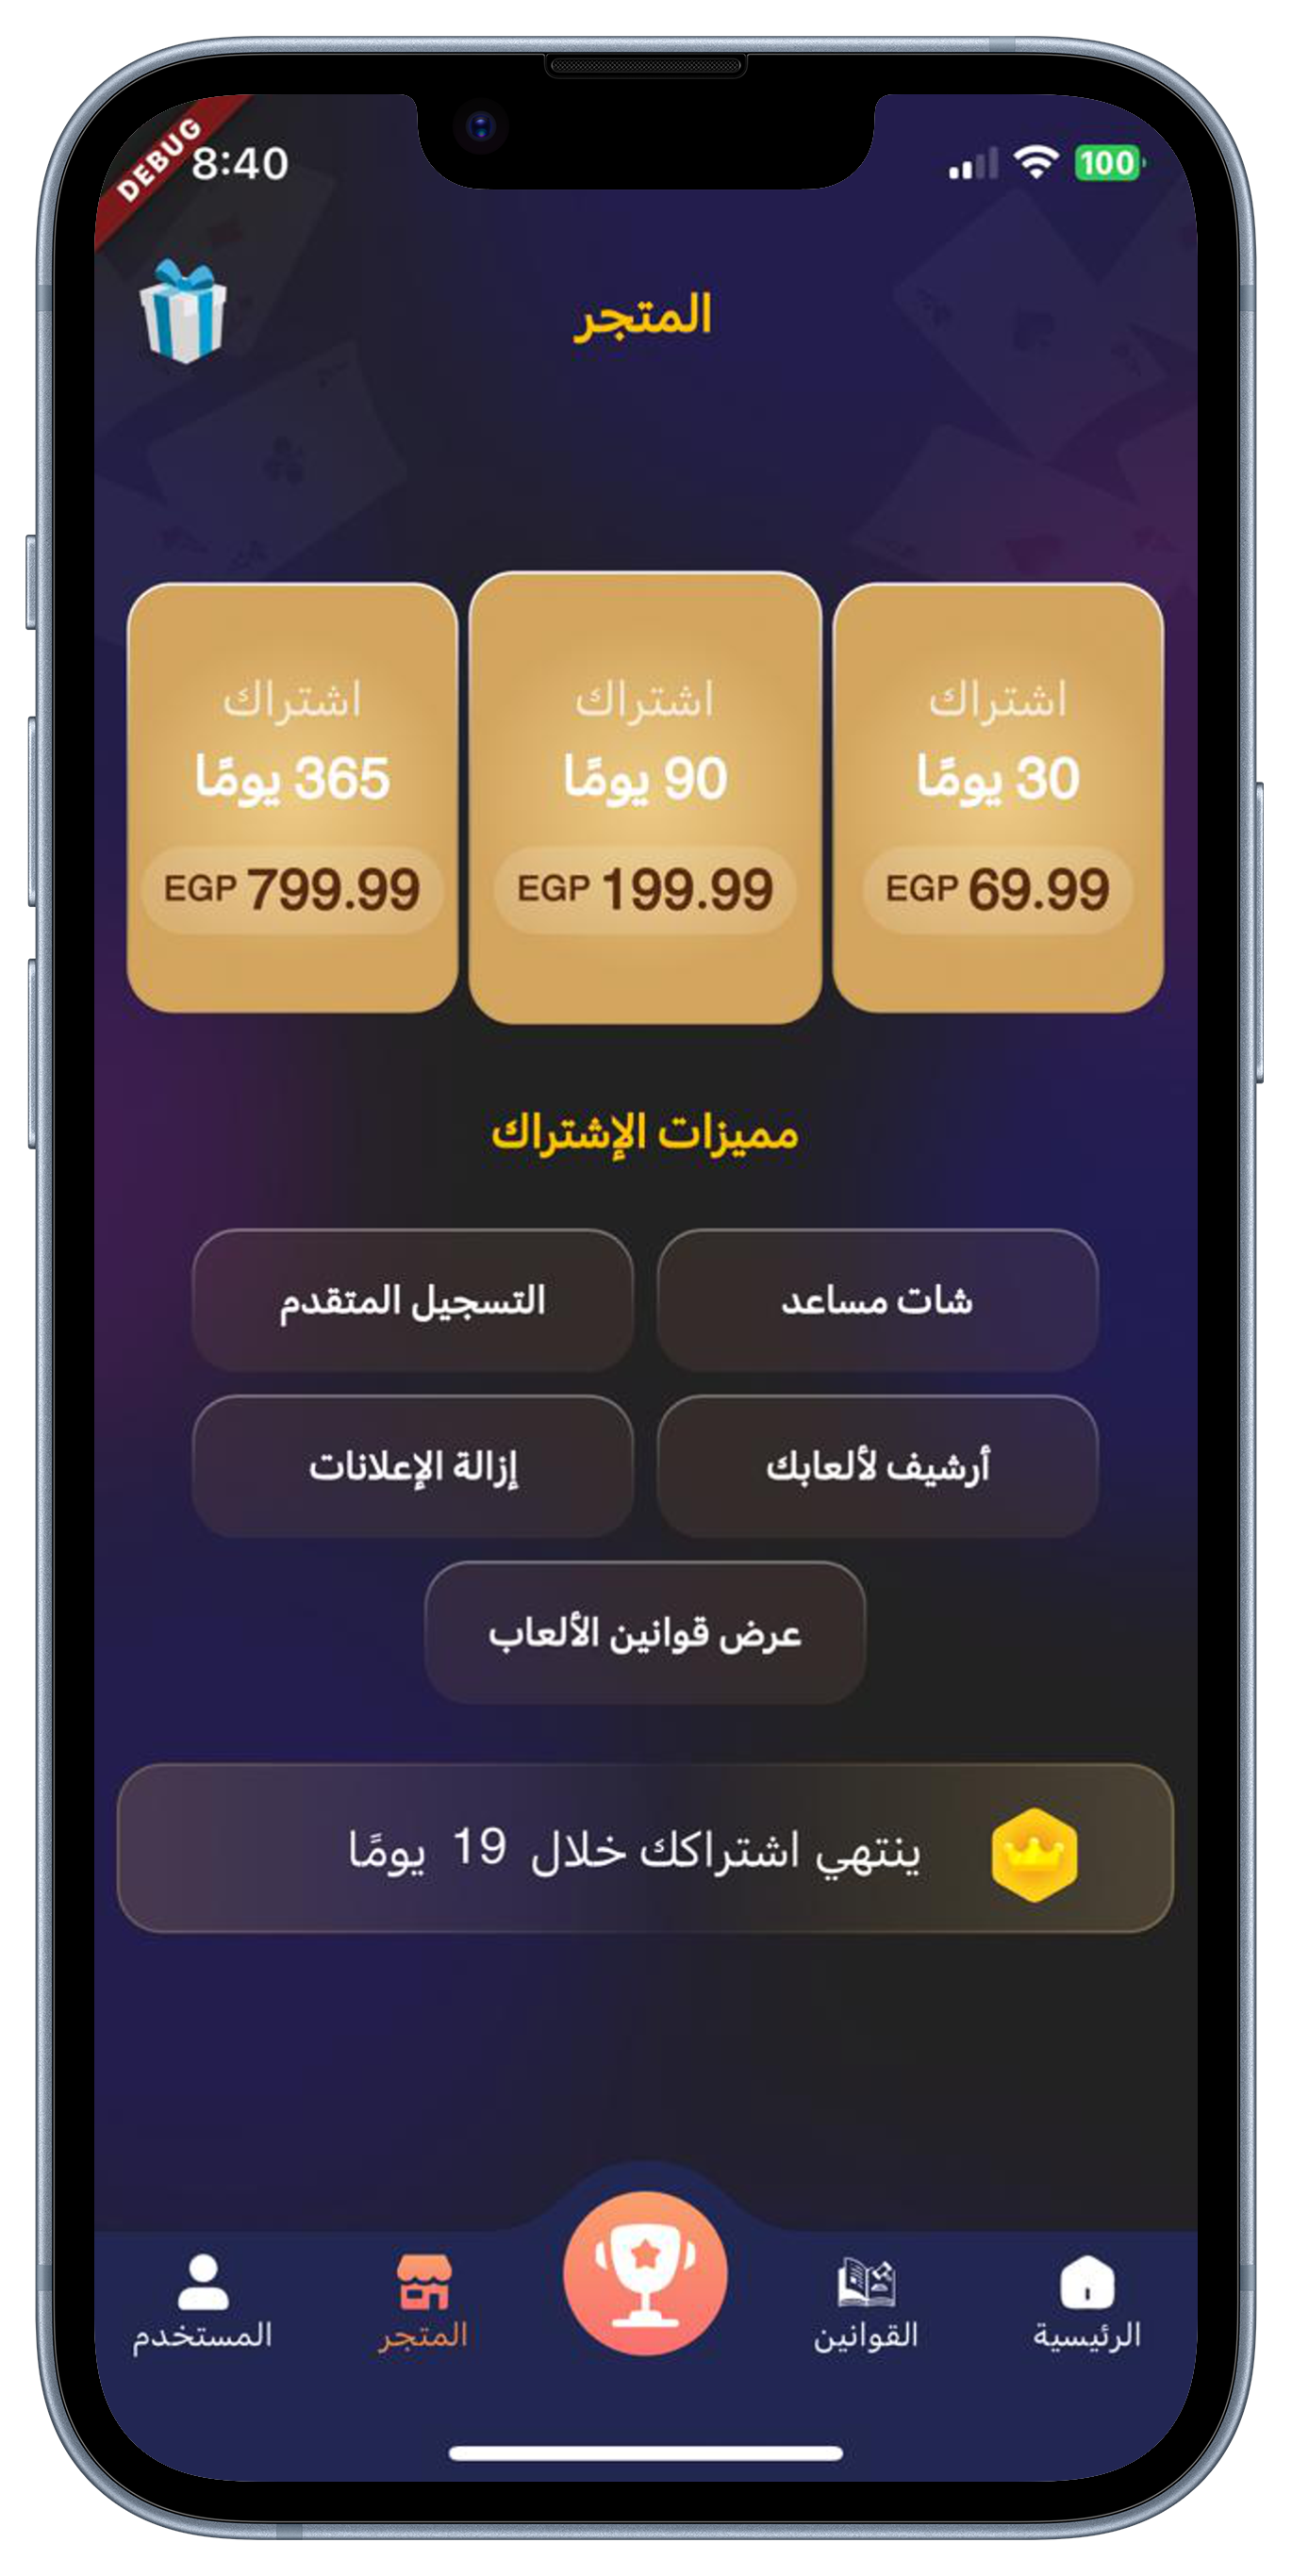 DEBUG
8:40
100
المتجر
اشتراك
30 يومًا
EGP 69.99
اشتراك
90 يومًا
EGP 199.99
اشتراك
365 يومًا
EGP 799.99
مميزات الإشتراك
شات مساعد
التسجيل المتقدم
أرشيف لألعابك
إزالة الإعلانات
عرض قوانين الألعاب
ينتهي اشتراكك خلال 19 يومًا
الرئيسية
القوانين
المتجر
المستخدم